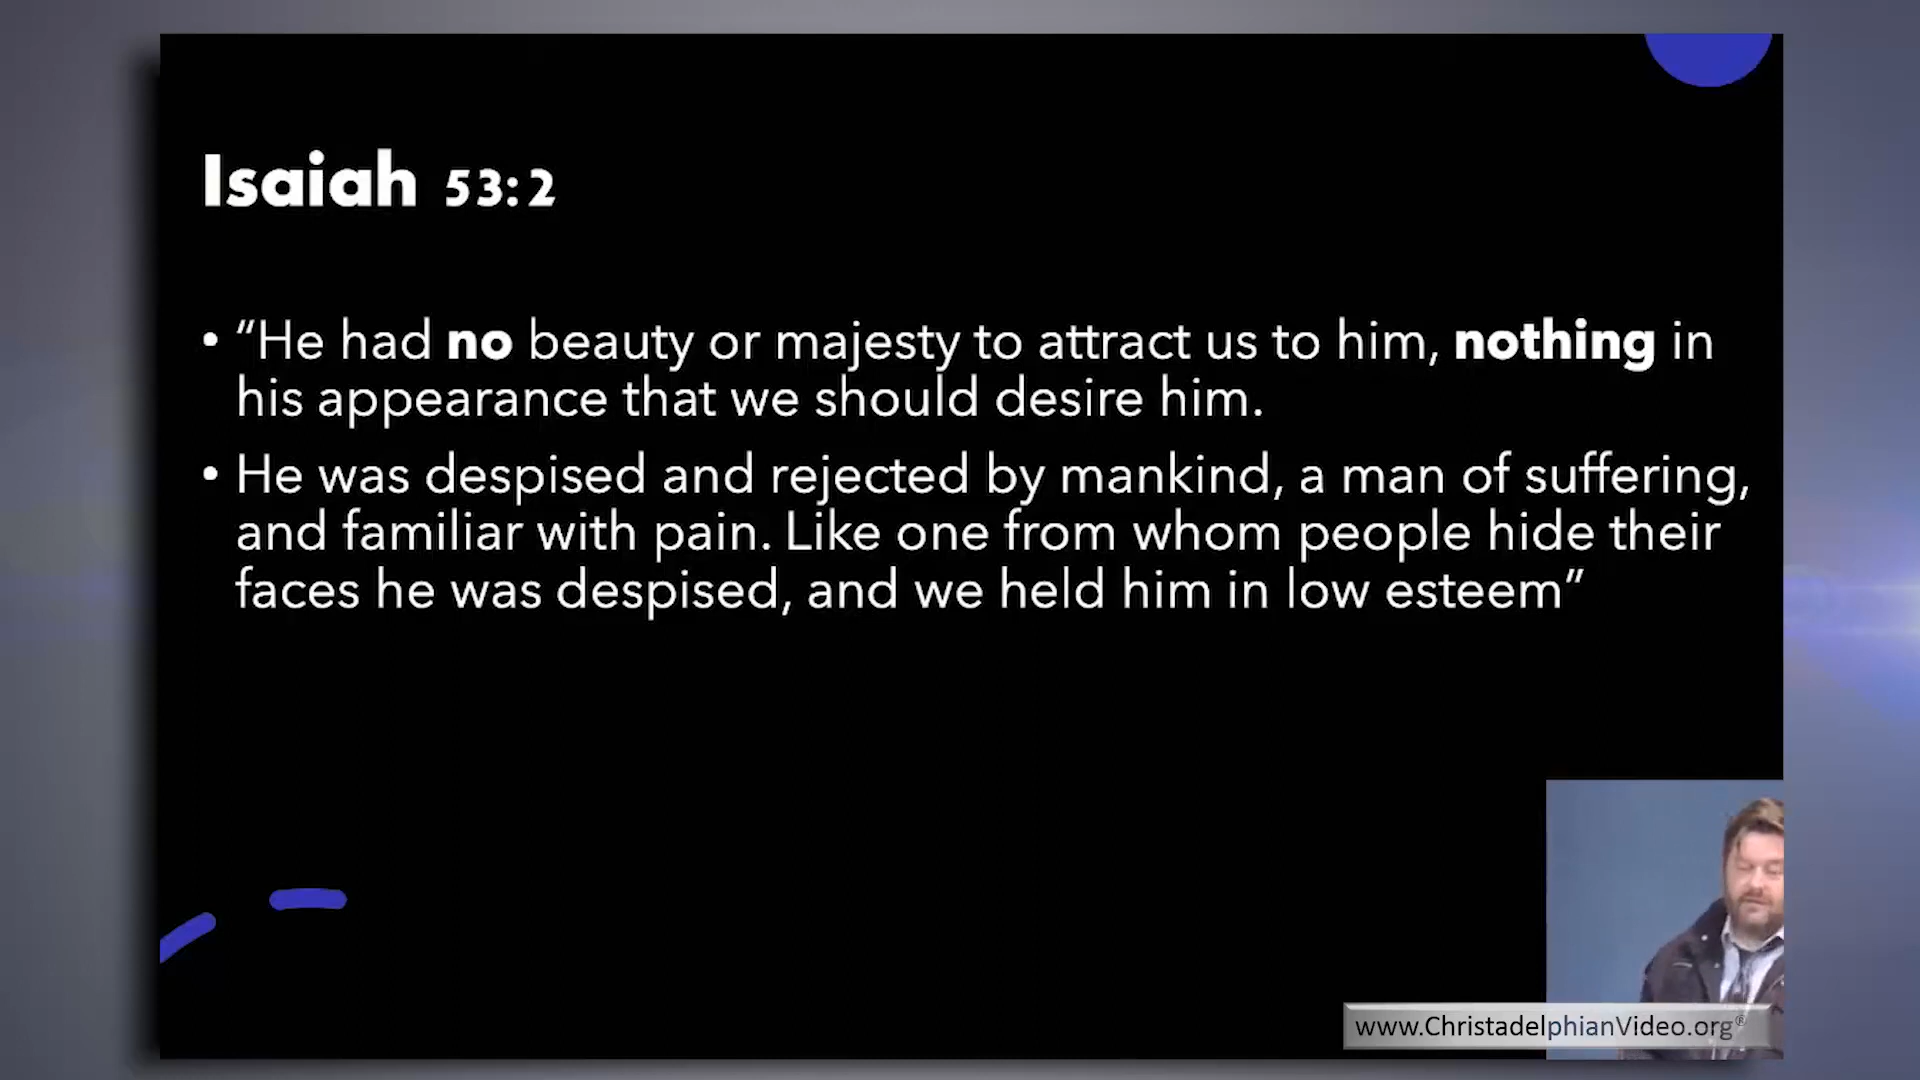 Isaiah 53:2
• “He had no beauty or majesty to attract us to him, nothing in
his appearance that we should desire him.
• He was despised and rejected by mankind, a man of suffering,
and familiar with pain. Like one from whom people hide their
faces he was despised, and we held him in low esteem”
www.ChristadelphianVideo.org®